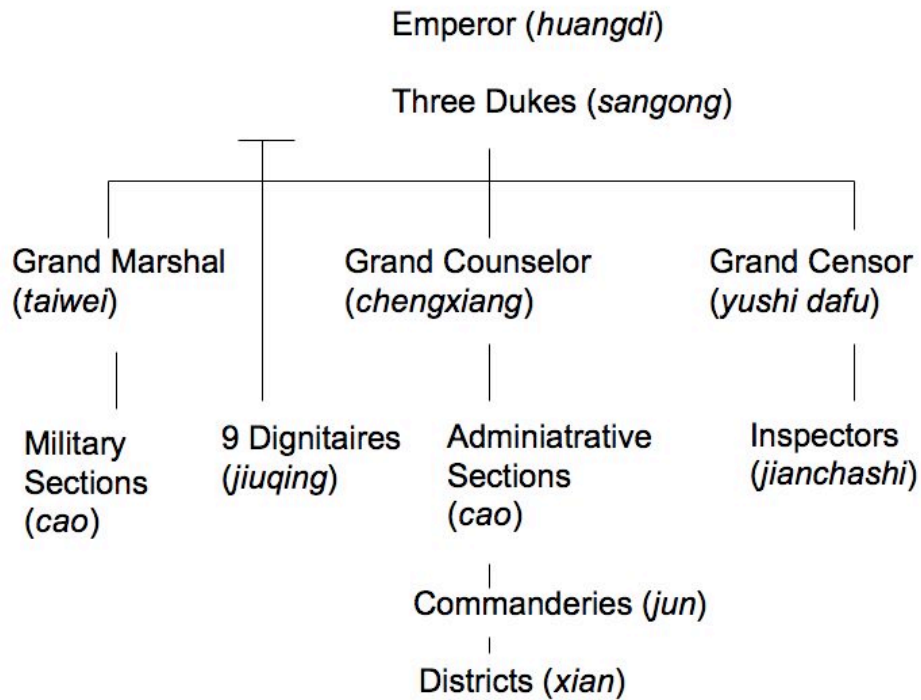 Emperor (huangdi)
Three Dukes (sangong)
Grand Marshal
(taiwei)
Grand Counselor
(chengxiang)
Grand Censor
(yushi dafu)
Military
Sections
(cao)
9 Dignitaires
(jiuqing)
Adminiatrative
Sections
(cao)
Inspectors
(jianchashi)
Commanderies (jun)
Districts (xian)